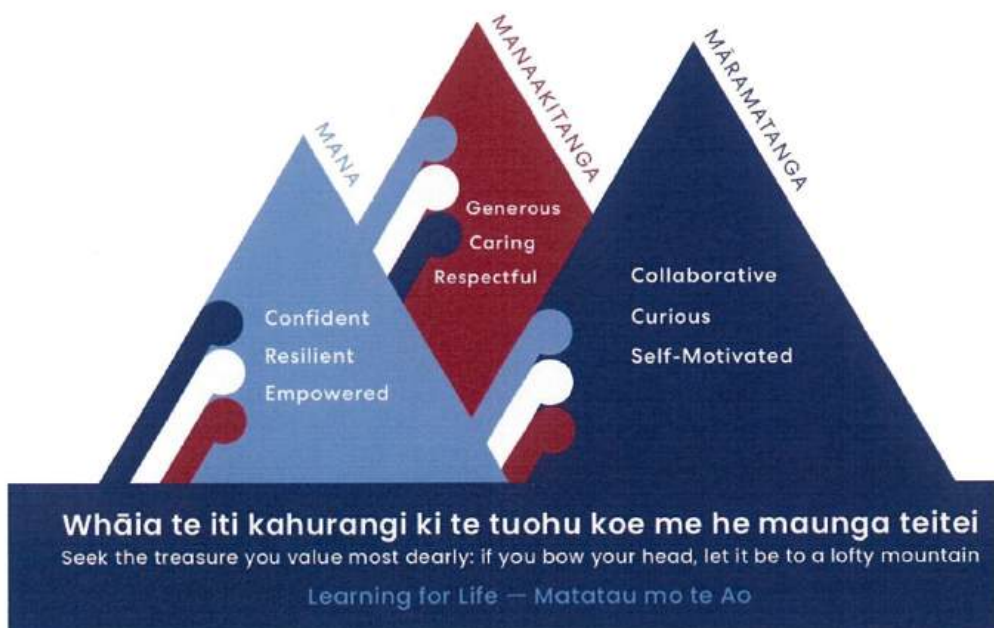 MANA
Confident
Resilient
Empowered
MANAAKITANGA
Generous
Caring
Respectful
MĀRAMATANGA
Collaborative
Curious
Self-Motivated
Whāia te iti kahurangi ki te tuohu koe me he maunga teitei
Seek the treasure you value most dearly: if you bow your head, let it be to a lofty mountain
Learning for Life — Matatau mo te Ao